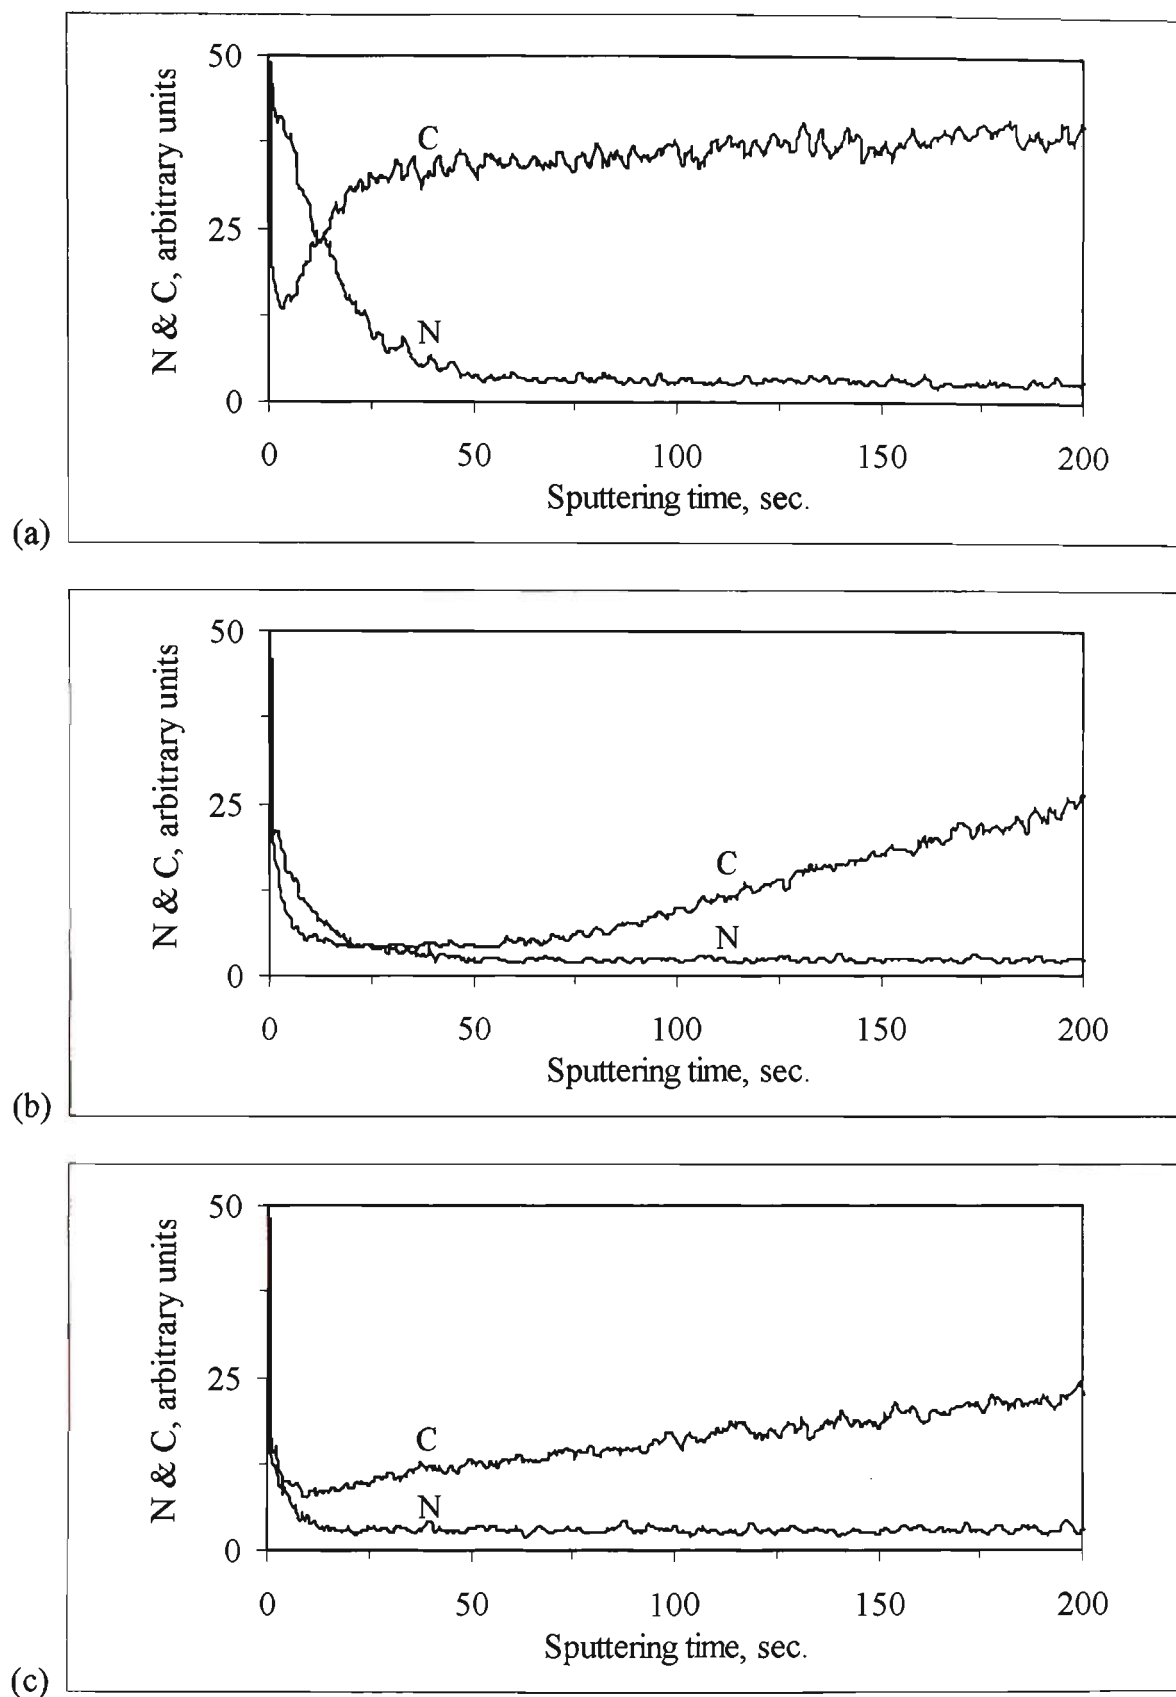 50
N & C, arbitrary units
C
25
N
0
0 50 100 150 200
Sputtering time, sec.
(a)
50
N & C, arbitrary units
25
C
N
0
0 50 100 150 200
Sputtering time, sec.
(b)
50
N & C, arbitrary units
25
C
N
0
0 50 100 150 200
Sputtering time, sec.
(c)